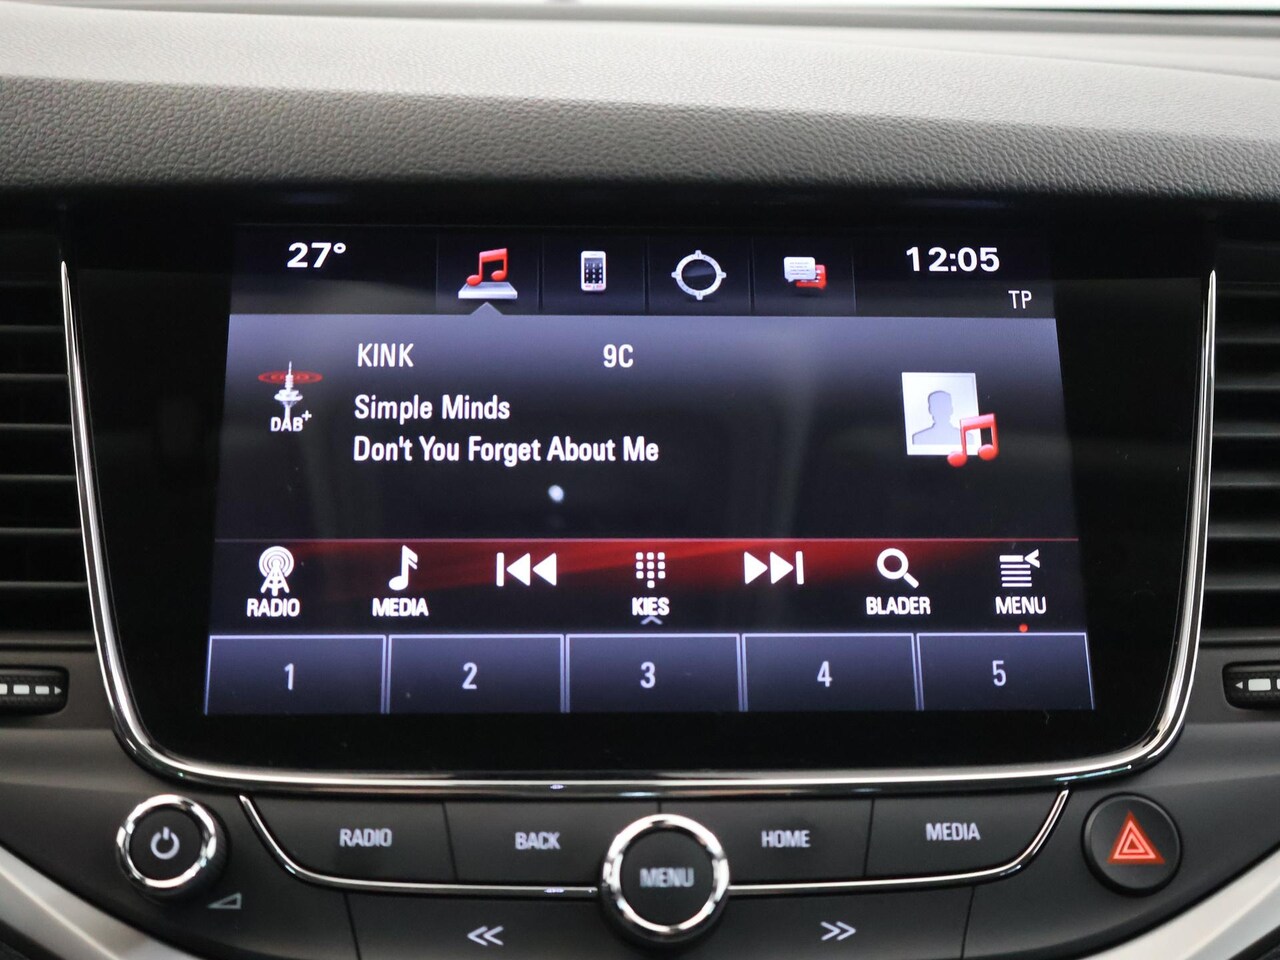 27°
12:05
TP
KINK 9C
Simple Minds
Don't You Forget About Me
DAB+
RADIO MEDIA KIES BLADER MENU
1 2 3 4 5
RADIO BACK MENU HOME MEDIA